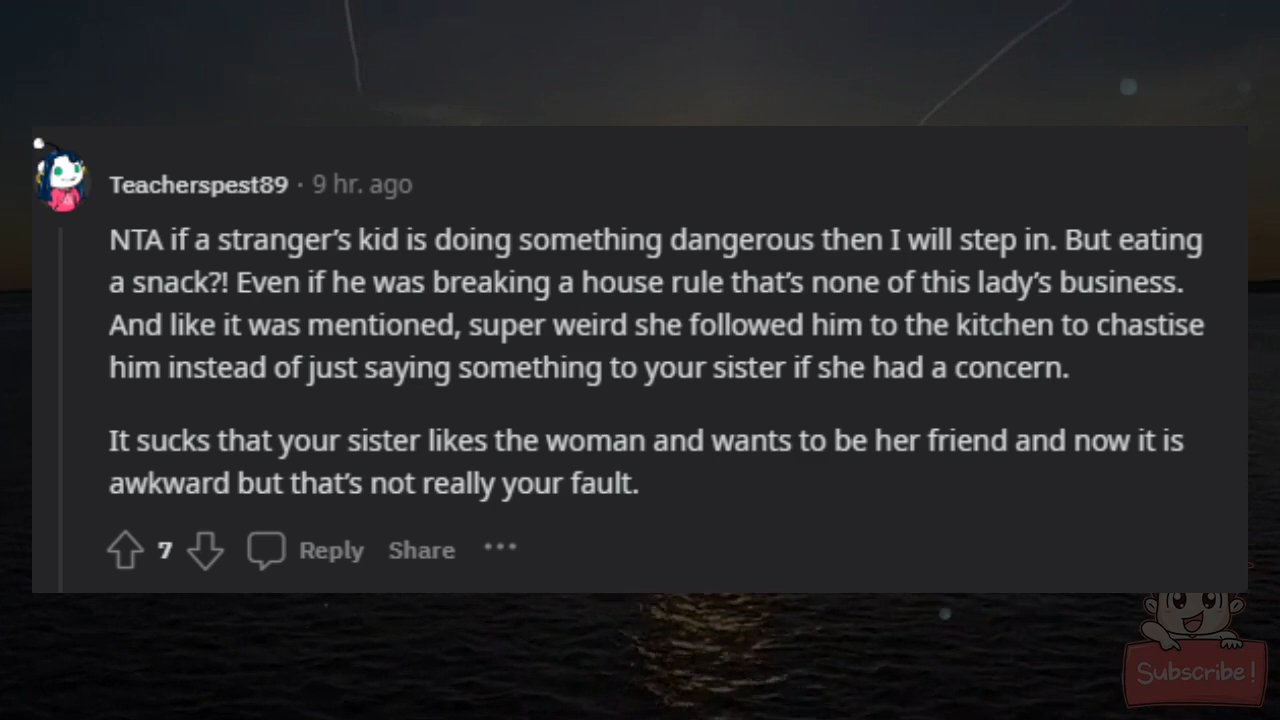 Teacherspest89 · 9 hr. ago
NTA if a stranger’s kid is doing something dangerous then I will step in. But eating
a snack?! Even if he was breaking a house rule that’s none of this lady’s business.
And like it was mentioned, super weird she followed him to the kitchen to chastise
him instead of just saying something to your sister if she had a concern.
It sucks that your sister likes the woman and wants to be her friend and now it is
awkward but that’s not really your fault.
7 Reply Share ···
Subscribe!